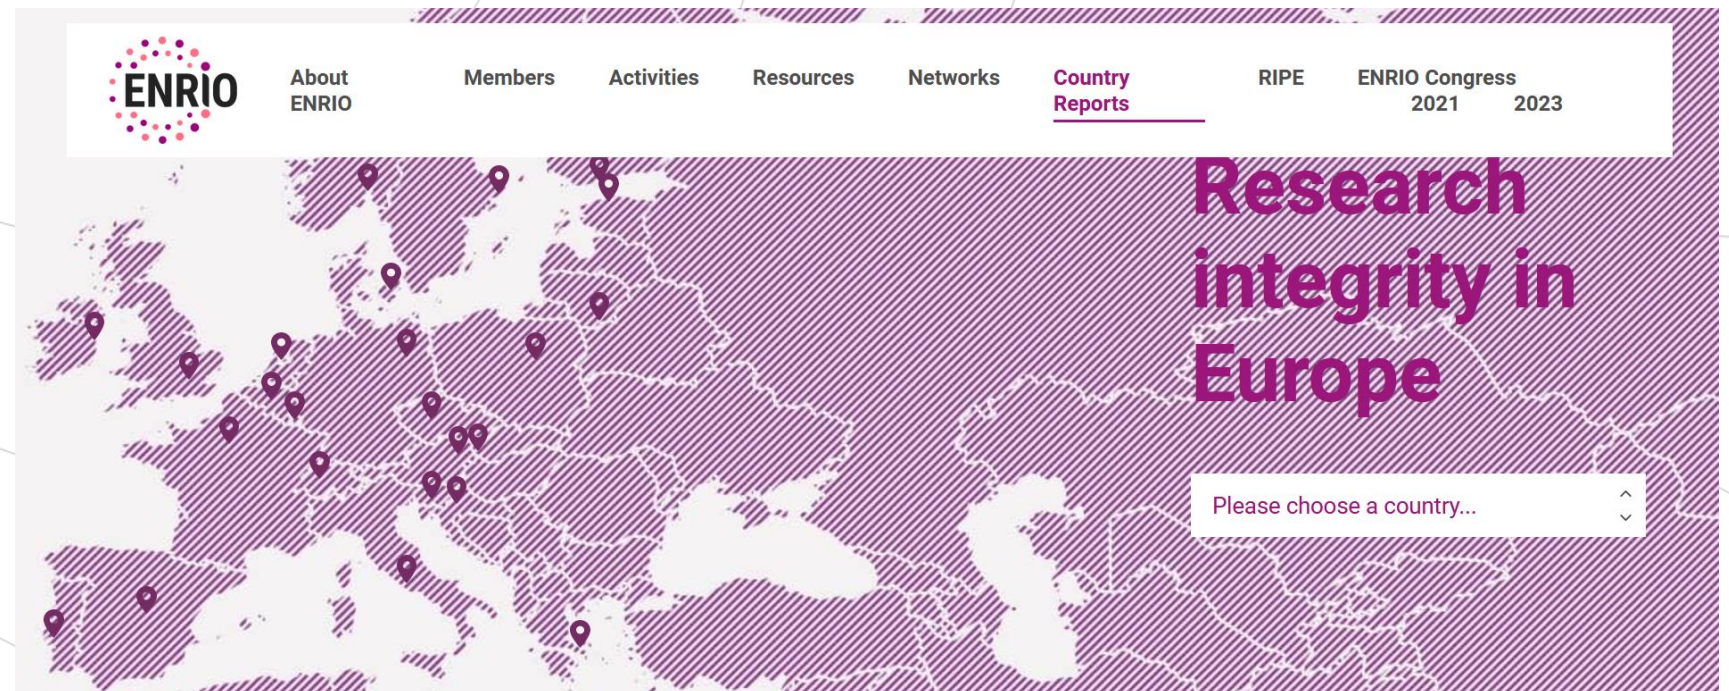 ENRIO
About
ENRIO
Members
Activities
Resources
Networks
Country
Reports
RIPE
ENRIO Congress
2021 2023
Research
integrity in
Europe
Please choose a country...